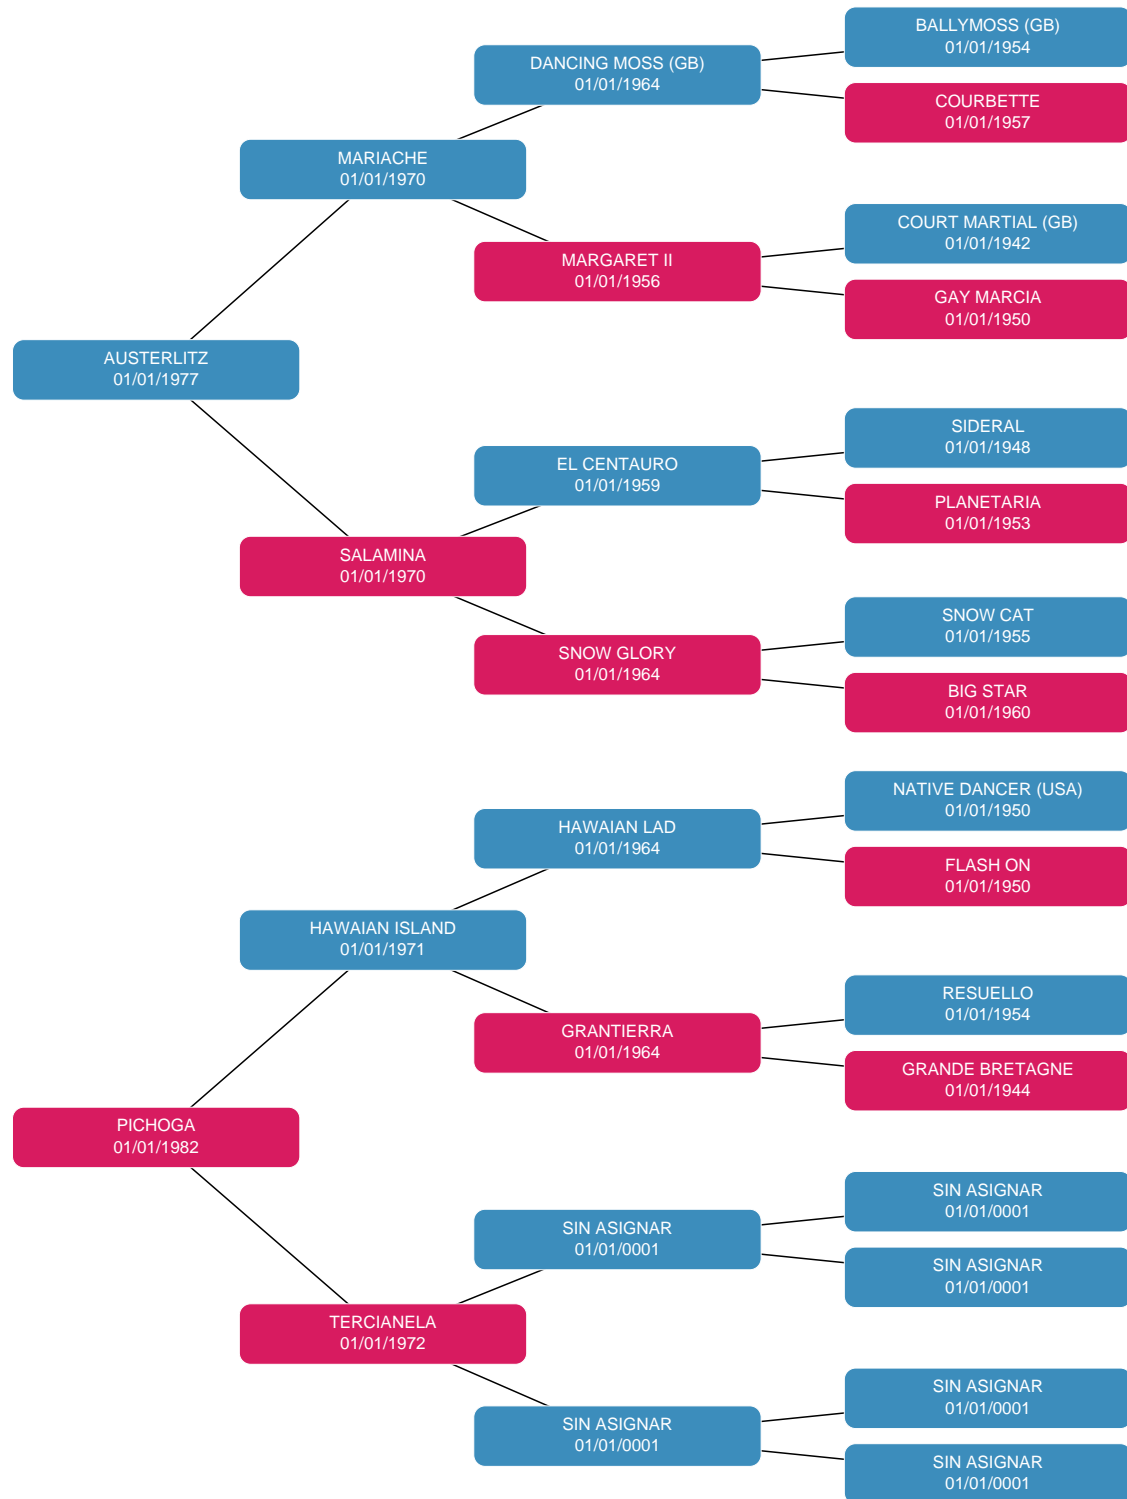 BALLYMOSS (GB)
01/01/1954
DANCING MOSS (GB)
01/01/1964
COURBETTE
01/01/1957
MARIACHE
01/01/1970
COURT MARTIAL (GB)
01/01/1942
MARGARET II
01/01/1956
GAY MARCIA
01/01/1950
AUSTERLITZ
01/01/1977
SIDERAL
01/01/1948
EL CENTAURO
01/01/1959
PLANETARIA
01/01/1953
SALAMINA
01/01/1970
SNOW CAT
01/01/1955
SNOW GLORY
01/01/1964
BIG STAR
01/01/1960
NATIVE DANCER (USA)
01/01/1950
HAWAIAN LAD
01/01/1964
FLASH ON
01/01/1950
HAWAIAN ISLAND
01/01/1971
RESUELLO
01/01/1954
GRANTIERRA
01/01/1964
GRANDE BRETAGNE
01/01/1944
PICHOGA
01/01/1982
SIN ASIGNAR
01/01/0001
SIN ASIGNAR
01/01/0001
SIN ASIGNAR
01/01/0001
TERCIANELA
01/01/1972
SIN ASIGNAR
01/01/0001
SIN ASIGNAR
01/01/0001
SIN ASIGNAR
01/01/0001